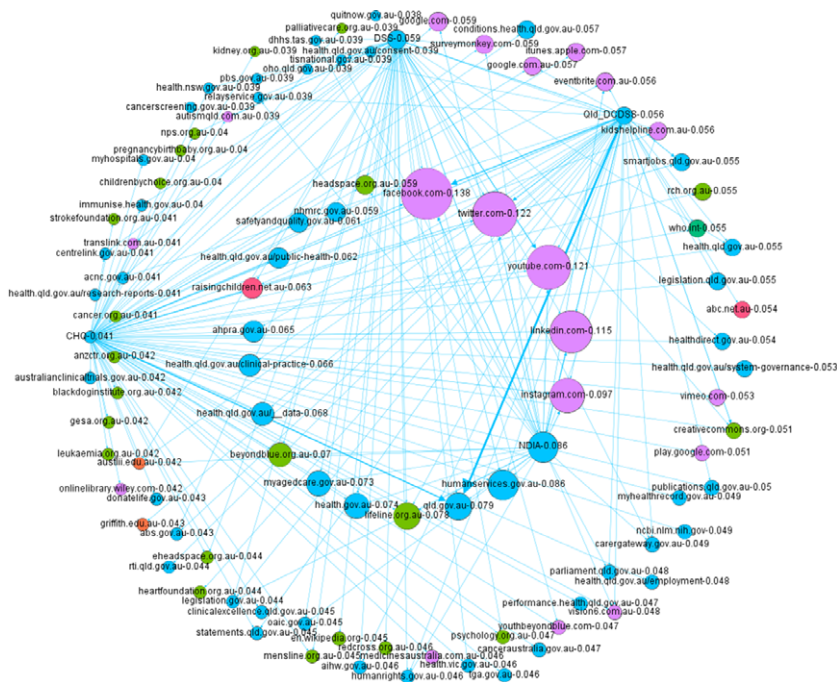 quitnow.gov.au-0.038
google.com-0.059
palliativecare.org.au-0.039
conditions.health.qld.gov.au-0.057
dhhs.tas.gov.au-0.039
DSS-0.059
surveymonkey.com-0.059
kidney.org.au-0.039
health.qld.gov.au/consent-0.039
itunes.apple.com-0.057
tisnational.gov.au-0.039
oho.qld.gov.au-0.039
google.com.au-0.057
pbs.gov.au-0.039
eventbrite.com.au-0.056
health.nsw.gov.au-0.039
relayservice.gov.au-0.039
cancerscreening.gov.au-0.039
autismqld.com.au-0.039
Qld_DCDSS-0.056
nps.org.au-0.04
kidshelpline.com.au-0.056
pregnancybirthbaby.org.au-0.04
myhospitals.gov.au-0.04
smartjobs.qld.gov.au-0.055
childrenbychoice.org.au-0.04
headspace.org.au-0.059
facebook.com-0.138
rch.org.au-0.055
immunise.health.gov.au-0.04
nhmrc.gov.au-0.059
strokefoundation.org.au-0.041
safetyandquality.gov.au-0.061
twitter.com-0.122
who.int-0.055
translink.com.au-0.041
health.qld.gov.au-0.055
centrelink.gov.au-0.041
health.qld.gov.au/public-health-0.062
youtube.com-0.121
acnc.gov.au-0.041
legislation.qld.gov.au-0.055
raisingchildren.net.au-0.063
health.qld.gov.au/research-reports-0.041
abc.net.au-0.054
cancer.org.au-0.041
ahpra.gov.au-0.065
linkedin.com-0.115
CHQ-0.041
healthdirect.gov.au-0.054
anzctr.org.au-0.042
health.qld.gov.au/clinical-practice-0.066
health.qld.gov.au/system-governance-0.053
australianclinicaltrials.gov.au-0.042
blackdoginstitute.org.au-0.042
instagram.com-0.097
vimeo.com-0.053
gesa.org.au-0.042
health.qld.gov.au/__data-0.068
creativecommons.org-0.051
leukaemia.org.au-0.042
NDIA-0.086
play.google.com-0.051
austlii.edu.au-0.042
beyondblue.org.au-0.07
onlinelibrary.wiley.com-0.042
myagedcare.gov.au-0.073
humanservices.gov.au-0.086
publications.qld.gov.au-0.05
donatelife.gov.au-0.043
myhealthrecord.gov.au-0.049
health.gov.au-0.074
qld.gov.au-0.079
lifeline.org.au-0.078
griffith.edu.au-0.043
abs.gov.au-0.043
ncbi.nlm.nih.gov-0.049
carergateway.gov.au-0.049
eheadspace.org.au-0.044
rti.qld.gov.au-0.044
parliament.qld.gov.au-0.048
health.qld.gov.au/employment-0.048
heartfoundation.org.au-0.044
legislation.gov.au-0.044
performance.health.qld.gov.au-0.047
clinicalexcellence.qld.gov.au-0.045
vision6.com.au-0.048
oaic.gov.au-0.045
youthbeyondblue.com-0.047
statements.qld.gov.au-0.045
en.wikipedia.org-0.045
psychology.org.au-0.047
redcross.org.au-0.046
canceraustralia.gov.au-0.047
mensline.org.au-0.045
medicinesaustralia.com.au-0.046
aihw.gov.au-0.046
health.vic.gov.au-0.046
humanrights.gov.au-0.046
tga.gov.au-0.046